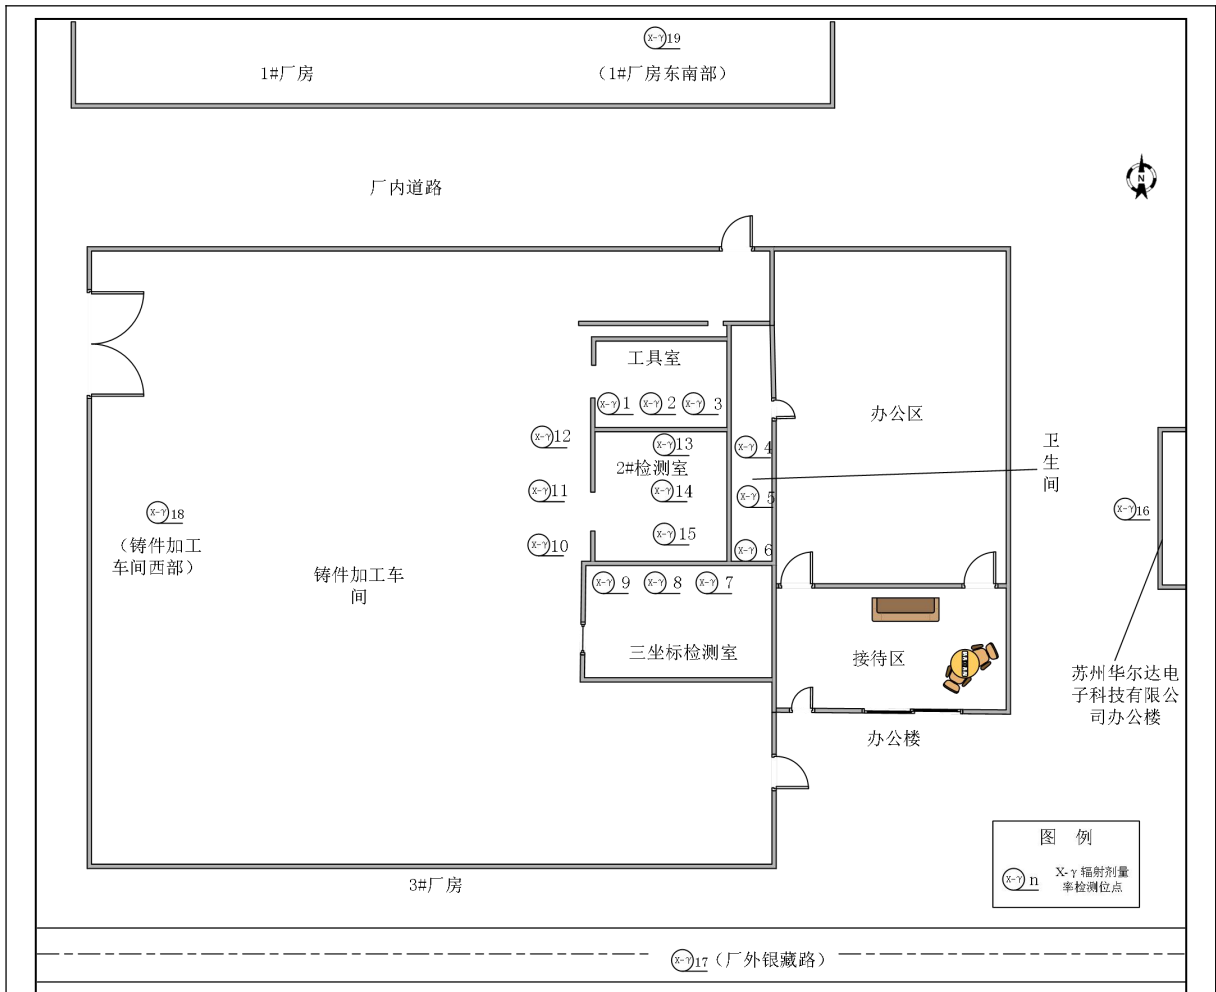 X-γ 19
1#厂房
（1#厂房东南部）
厂内道路
N
工具室
X-γ 1
X-γ 2
X-γ 3
办公区
X-γ 12
X-γ 13
X-γ 4
卫
生
间
2#检测室
X-γ 11
X-γ 14
X-γ 5
X-γ 18
（铸件加工
车间西部）
X-γ 16
X-γ 10
X-γ 15
X-γ 6
铸件加工车
间
X-γ 9
X-γ 8
X-γ 7
三坐标检测室
接待区
苏州华尔达电
子科技有限公
司办公楼
办公楼
图 例
X-γ n
X-γ 辐射剂量
率检测位点
3#厂房
X-γ 17（厂外银藏路）